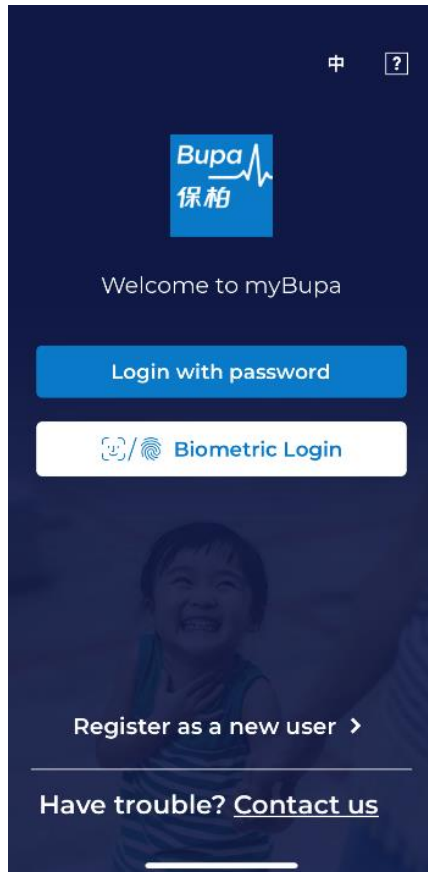 中 ?
Bupa
保柏
Welcome to myBupa
Login with password
Biometric Login
Register as a new user >
Have trouble? Contact us